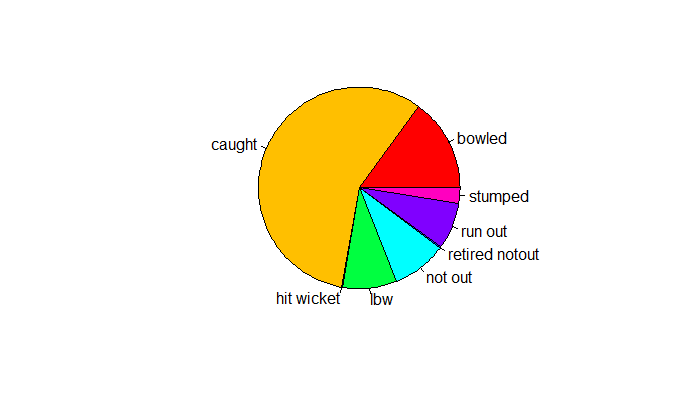 caught
bowled
stumped
run out
retired notout
not out
lbw
hit wicket